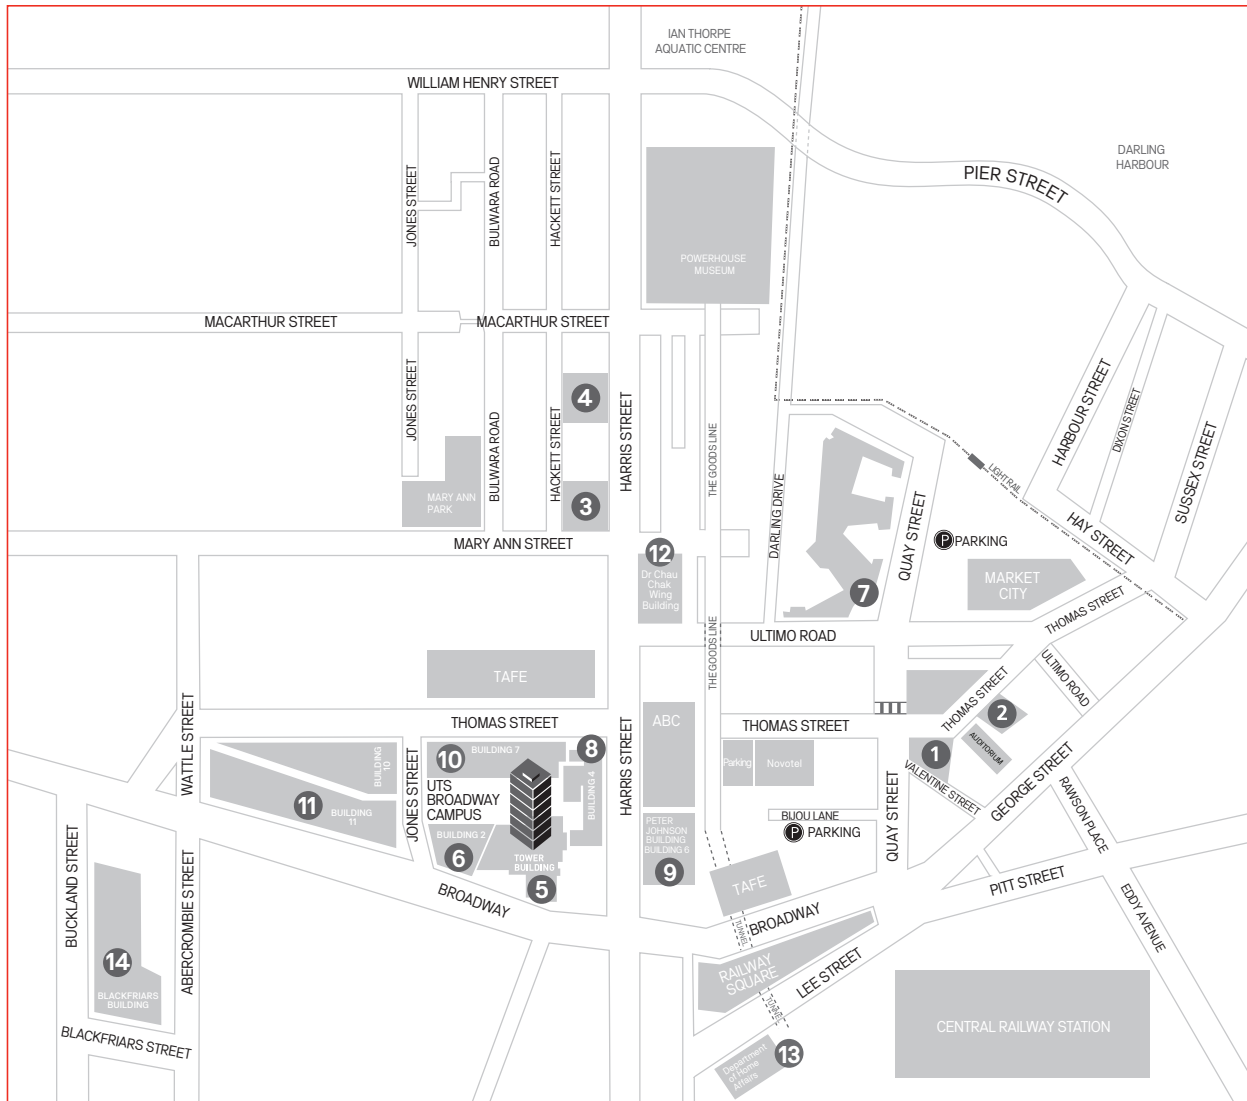 IAN THORPE
AQUATIC CENTRE
WILLIAM HENRY STREET
DARLING
HARBOUR
PIER STREET
JONES STREET
BULWARA ROAD
HACKETT STREET
POWERHOUSE
MUSEUM
MACARTHUR STREET
MACARTHUR STREET
JONES STREET
BULWARA ROAD
HACKETT STREET
4
HARRIS STREET
THE GOODS LINE
DARLING DRIVE
HARBOUR STREET
DIXON STREET
SUSSEX STREET
LIGHT RAIL
HAY STREET
MARY ANN
PARK
3
MARY ANN STREET
QUAY STREET
P PARKING
12
Dr Chau
Chak
Wing
Building
7
MARKET
CITY
THOMAS STREET
ULTIMO ROAD
THE GOODS LINE
ULTIMO ROAD
TAFE
WATTLE STREET
THOMAS STREET
HARRIS STREET
ABC
THOMAS STREET
THOMAS STREET
2
AUDITORIUM
1
VALENTINE STREET
GEORGE STREET
RAWSON PLACE
BUILDING
10
JONES STREET
10
BUILDING 7
8
BUILDING 4
UTS
BROADWAY
CAMPUS
Parking
Novotel
11
BUILDING
11
BUILDING 2
6
TOWER
BUILDING
5
PETER
JOHNSON
BUILDING
BUILDING 6
9
BIJOU LANE
P PARKING
QUAY STREET
TAFE
BROADWAY
BROADWAY
TUNNEL
PITT STREET
EDDY AVENUE
BUCKLAND STREET
ABERCROMBIE STREET
14
BLACKFRIARS
BUILDING
BLACKFRIARS STREET
RAILWAY
SQUARE
LEE STREET
TUNNEL
CENTRAL RAILWAY STATION
13
Department
of Home
Affairs